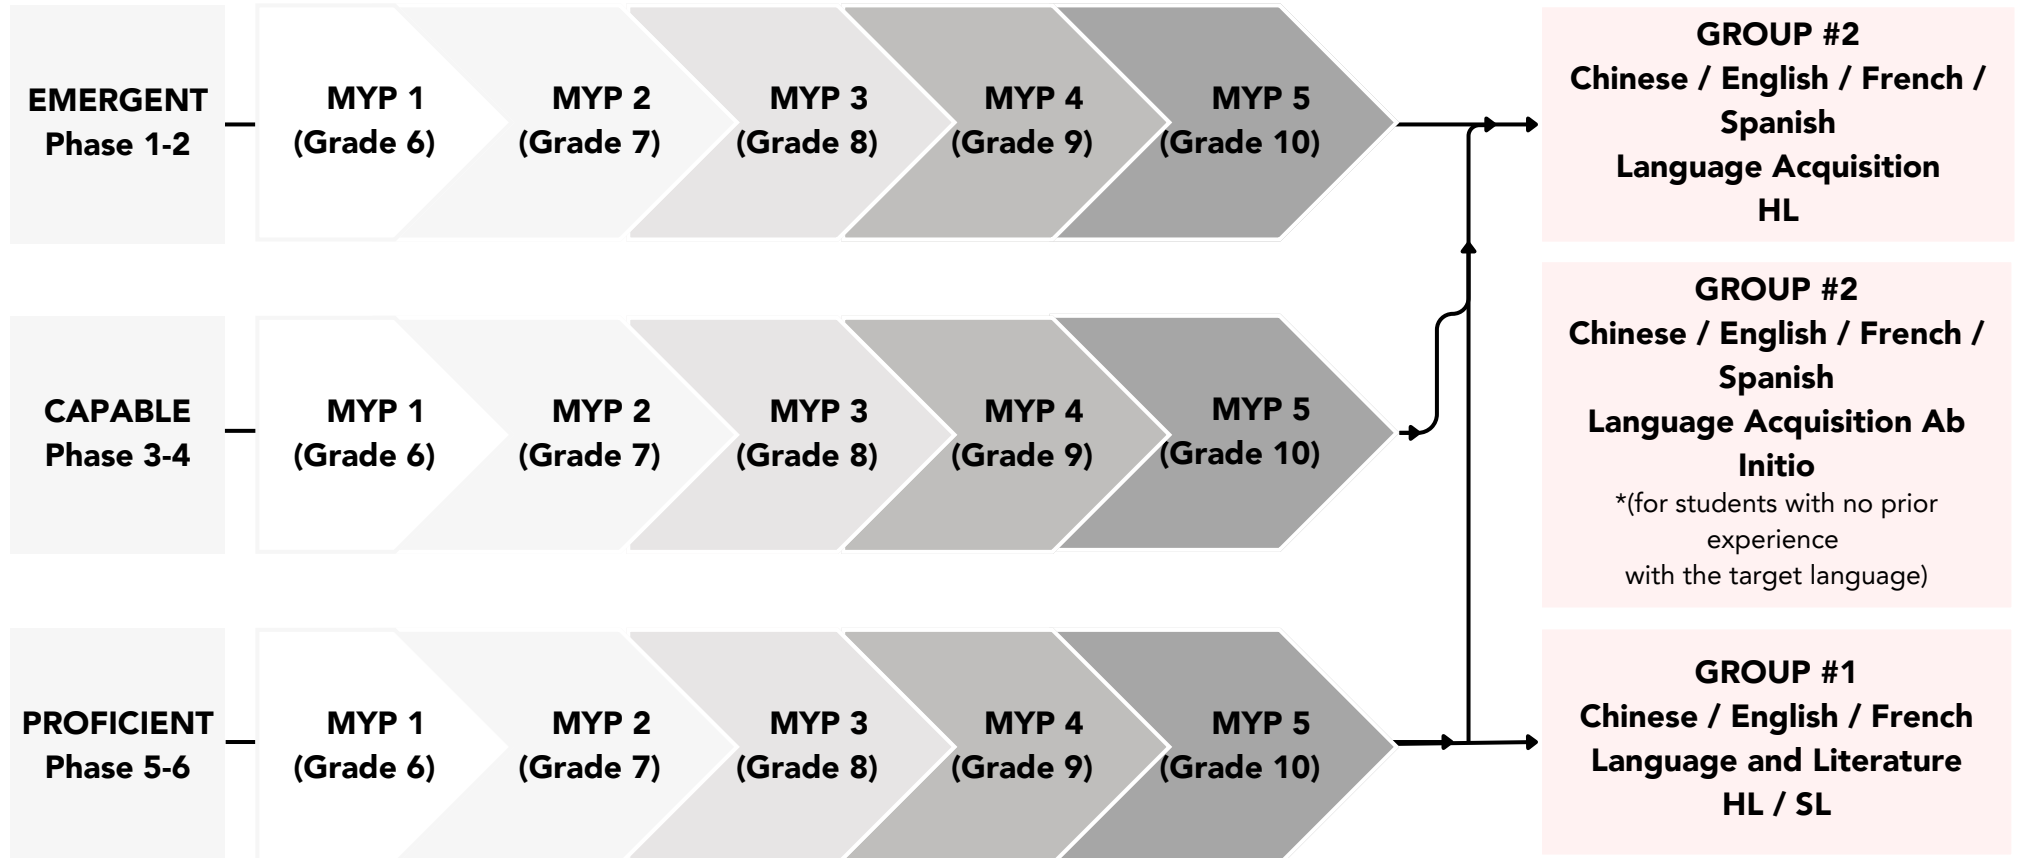 EMERGENT
Phase 1-2
MYP 1
(Grade 6)
MYP 2
(Grade 7)
MYP 3
(Grade 8)
MYP 4
(Grade 9)
MYP 5
(Grade 10)
GROUP #2
Chinese / English / French /
Spanish
Language Acquisition
HL
CAPABLE
Phase 3-4
MYP 1
(Grade 6)
MYP 2
(Grade 7)
MYP 3
(Grade 8)
MYP 4
(Grade 9)
MYP 5
(Grade 10)
GROUP #2
Chinese / English / French /
Spanish
Language Acquisition Ab
Initio
*(for students with no prior
experience
with the target language)
PROFICIENT
Phase 5-6
MYP 1
(Grade 6)
MYP 2
(Grade 7)
MYP 3
(Grade 8)
MYP 4
(Grade 9)
MYP 5
(Grade 10)
GROUP #1
Chinese / English / French
Language and Literature
HL / SL